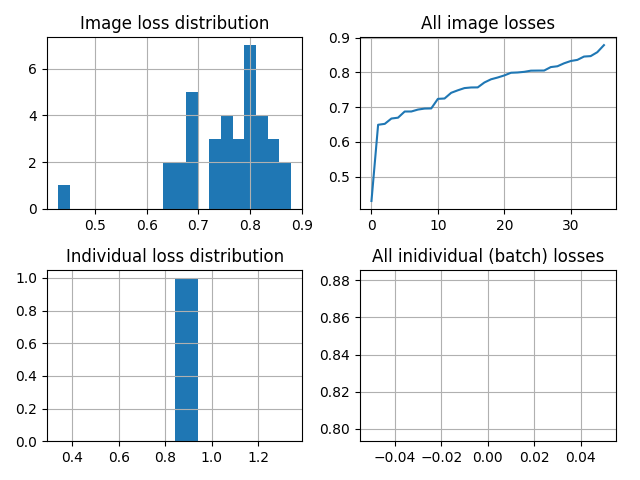 Image loss distribution
All image losses
6
4
2
0
0.5 0.6 0.7 0.8 0.9
0.9
0.8
0.7
0.6
0.5
0 10 20 30
Individual loss distribution
All inidividual (batch) losses
1.0
0.8
0.6
0.4
0.2
0.0
0.4 0.6 0.8 1.0 1.2
0.88
0.86
0.84
0.82
0.80
−0.04 −0.02 0.00 0.02 0.04